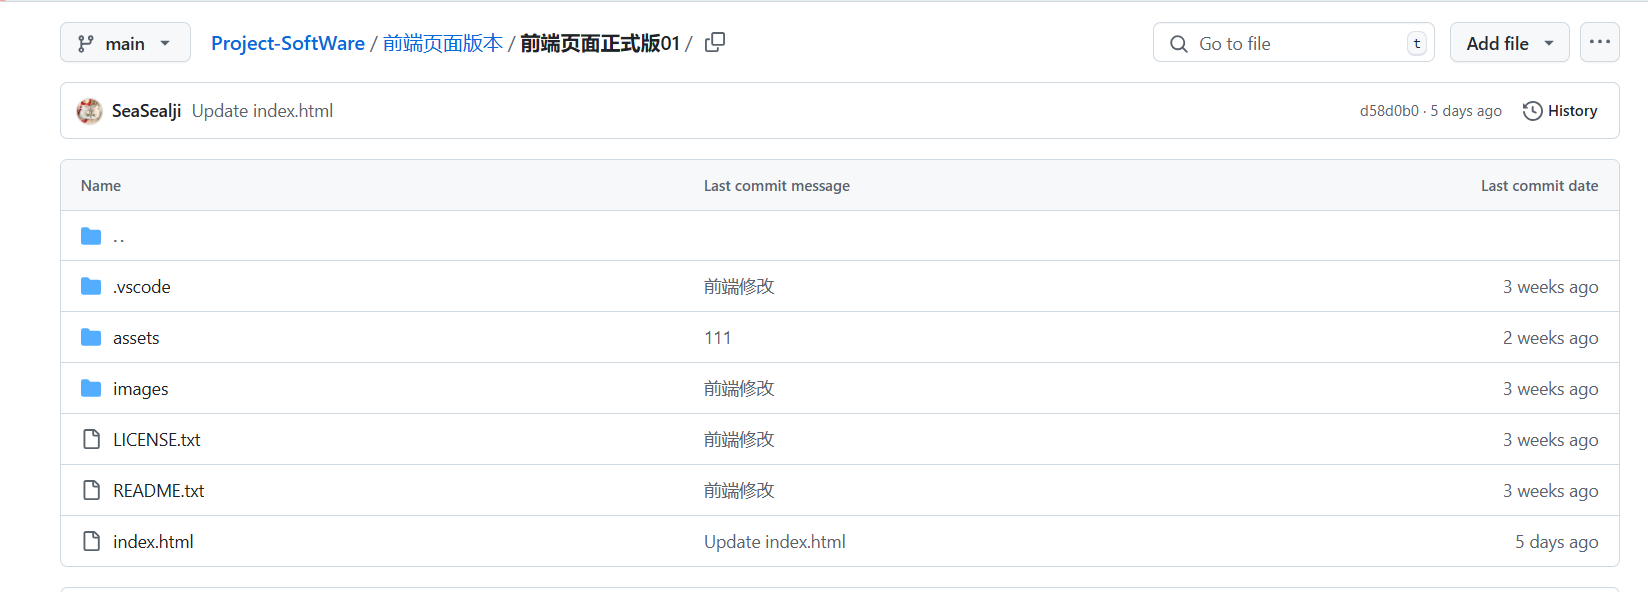 main Project-SoftWare / 前端页面版本 / 前端页面正式版01 / Go to file t Add file ...
SeaSealji Update index.html d58d0b0 · 5 days ago History
Name Last commit message Last commit date
..
.vscode 前端修改 3 weeks ago
assets 111 2 weeks ago
images 前端修改 3 weeks ago
LICENSE.txt 前端修改 3 weeks ago
README.txt 前端修改 3 weeks ago
index.html Update index.html 5 days ago